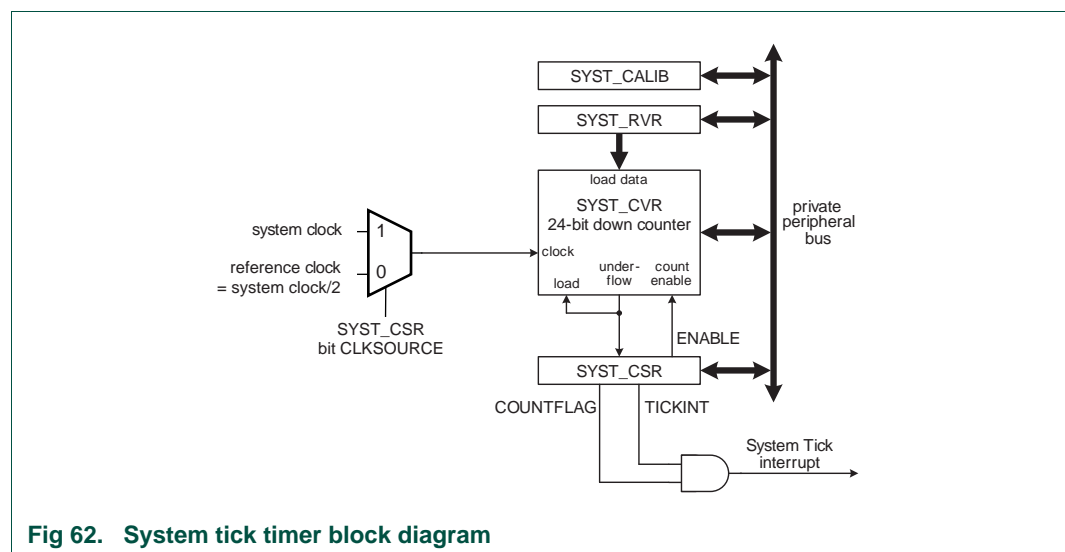 SYST_CALIB
SYST_RVR
load data
SYST_CVR
24-bit down counter
private
peripheral
bus
system clock
1
clock
reference clock
= system clock/2
0
under-
flow
count
enable
load
SYST_CSR
bit CLKSOURCE
ENABLE
SYST_CSR
COUNTFLAG
TICKINT
System Tick
interrupt
Fig 62. System tick timer block diagram